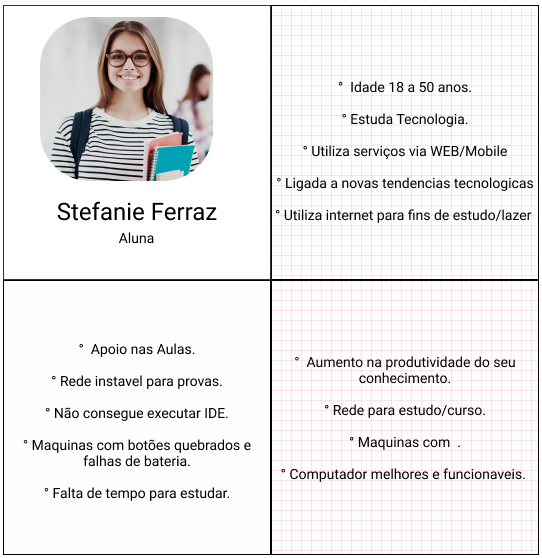 Stefanie Ferraz
Aluna
° Idade 18 a 50 anos.
° Estuda Tecnologia.
° Utiliza serviços via WEB/Mobile
° Ligada a novas tendencias tecnologicas
° Utiliza internet para fins de estudo/lazer
° Apoio nas Aulas.
° Rede instavel para provas.
° Não consegue executar IDE.
° Maquinas com botões quebrados e
falhas de bateria.
° Falta de tempo para estudar.
° Aumento na produtividade do seu
conhecimento.
° Rede para estudo/curso.
° Maquinas com .
° Computador melhores e funcionaveis.